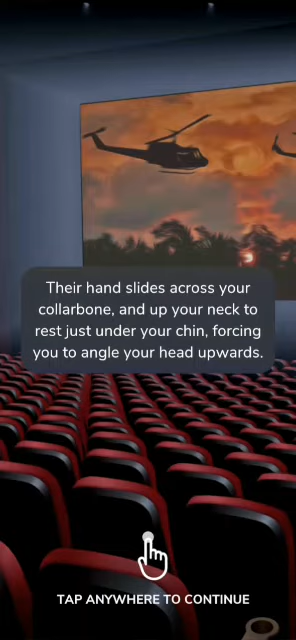 Their hand slides across your
collarbone, and up your neck to
rest just under your chin, forcing
you to angle your head upwards.
TAP ANYWHERE TO CONTINUE